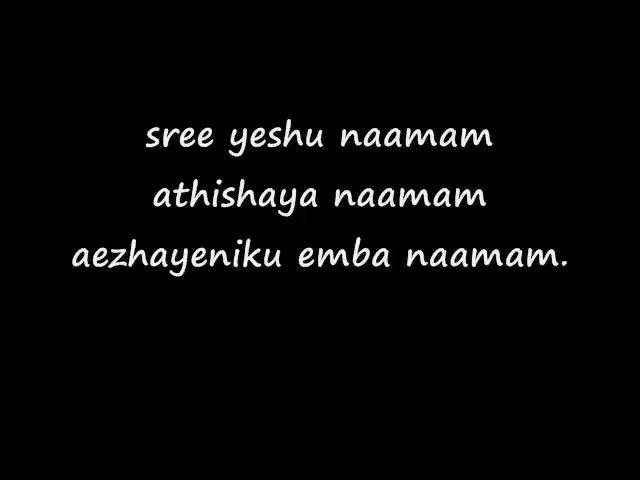 sree yeshu naamam
athishaya naamam
aezhayeniku emba naamam.